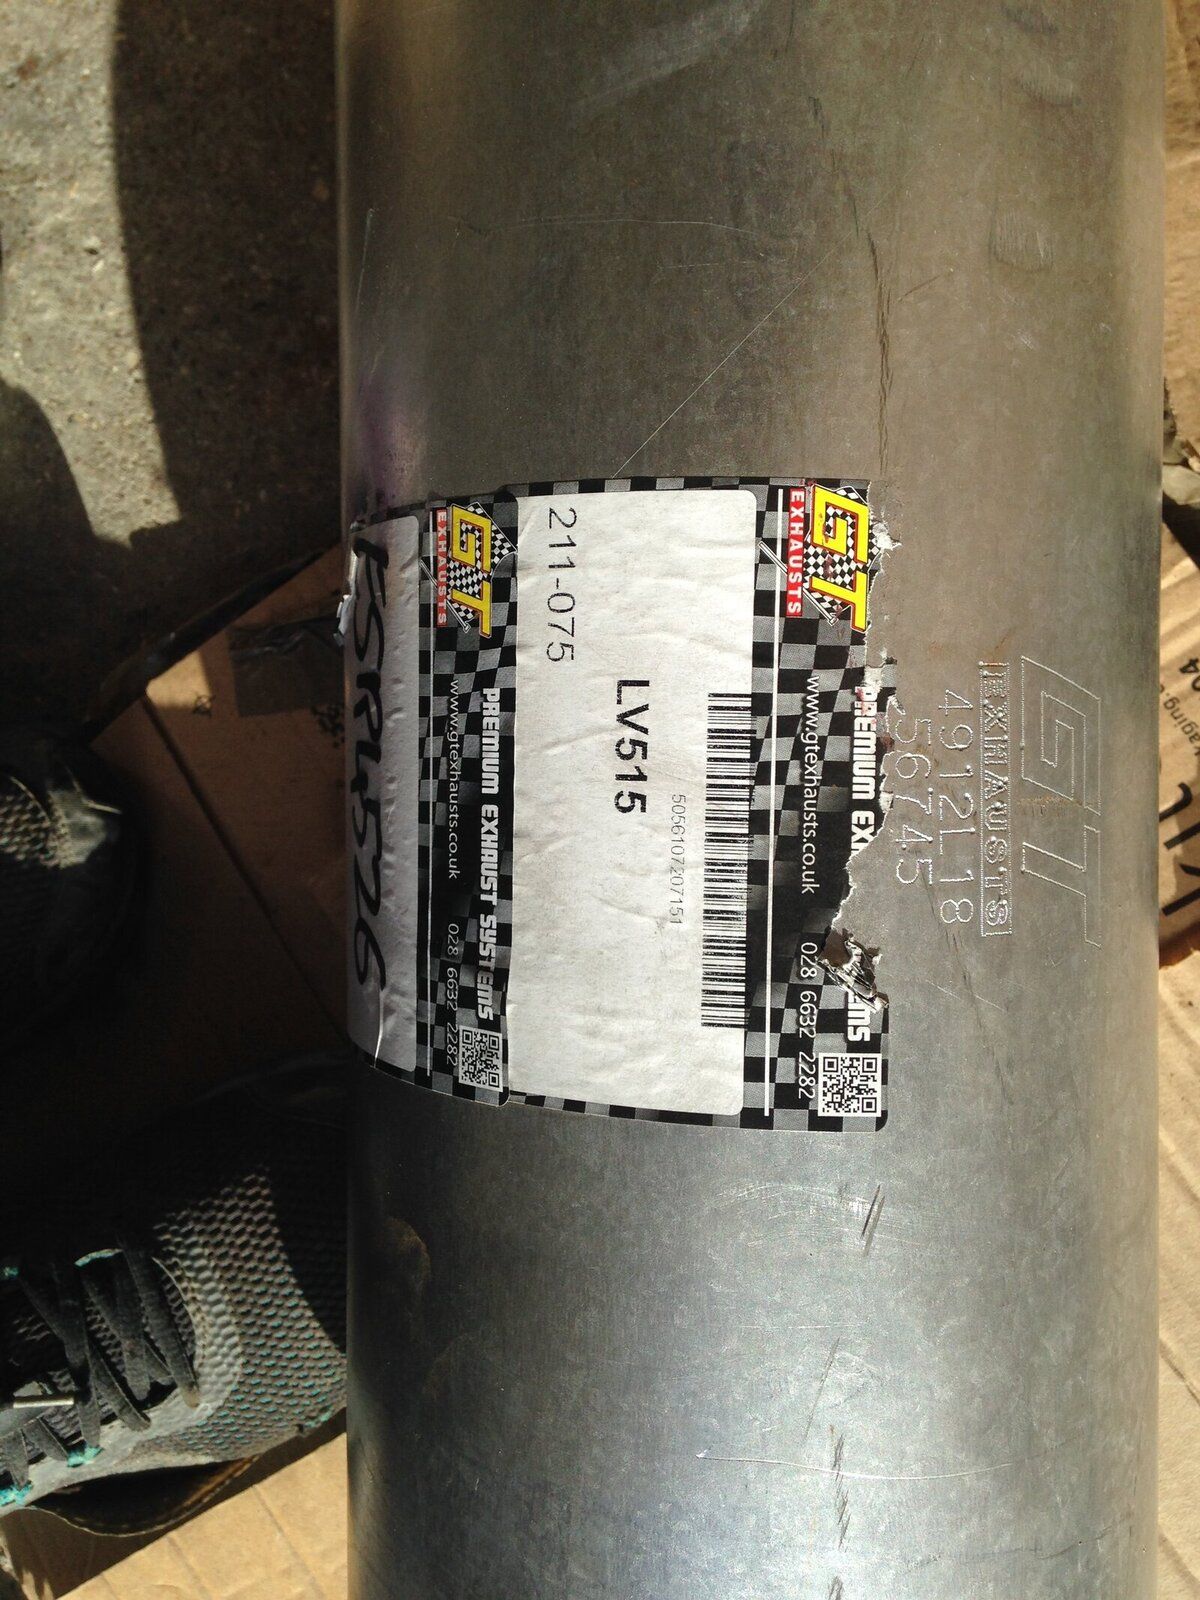 GT
EXHAUSTS
4912L18
56745
GT
EXHAUSTS
PREMIUM
www.gtexhausts.co.uk
028 6632 2282
5056107207151
LV515
211-075
GT
EXHAUSTS
PREMIUM EXHAUST SYSTEMS
www.gtexhausts.co.uk
028 6632 2282